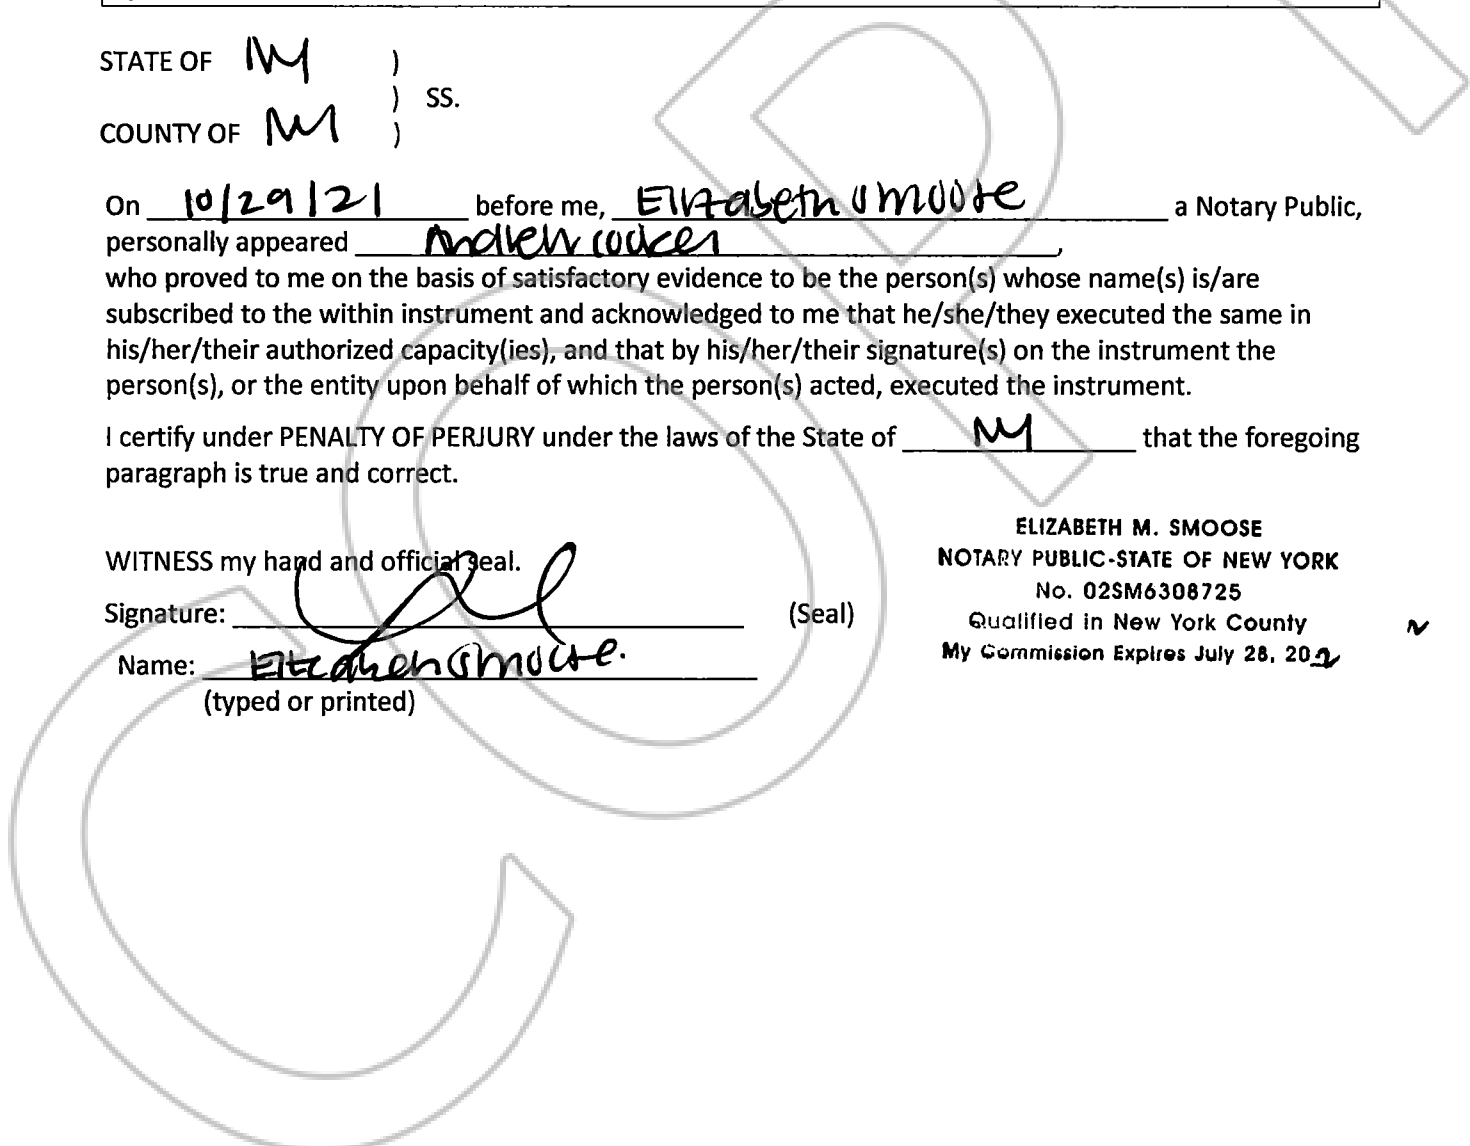 STATE OF NY )
) SS.
COUNTY OF NY )
On 10/29/21 before me, Elizabeth Smoose a Notary Public,
personally appeared Andrew ,
who proved to me on the basis of satisfactory evidence to be the person(s) whose name(s) is/are
subscribed to the within instrument and acknowledged to me that he/she/they executed the same in
his/her/their authorized capacity(ies), and that by his/her/their signature(s) on the instrument the
person(s), or the entity upon behalf of which the person(s) acted, executed the instrument.
I certify under PENALTY OF PERJURY under the laws of the State of NY that the foregoing
paragraph is true and correct.
WITNESS my hand and official seal.
Signature: (Seal)
Name: Elizabeth Smoose.
(typed or printed)
ELIZABETH M. SMOOSE
NOTARY PUBLIC-STATE OF NEW YORK
No. 02SM6308725
Qualified in New York County
My Commission Expires July 28, 20
COPY